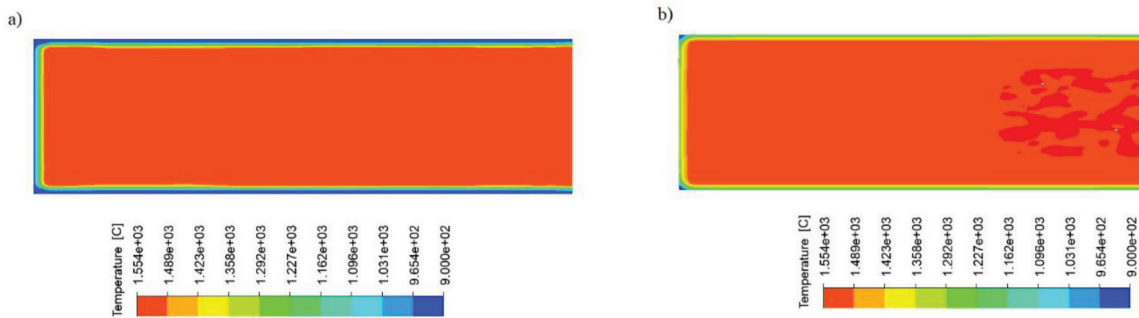 a)
b)
Temperature [C]
1.554e+03
1.489e+03
1.423e+03
1.358e+03
1.292e+03
1.227e+03
1.162e+03
1.096e+03
1.031e+03
9.654e+02
9.000e+02
Temperature [C]
1.554e+03
1.489e+03
1.423e+03
1.358e+03
1.292e+03
1.227e+03
1.162e+03
1.096e+03
1.031e+03
9.654e+02
9.000e+02